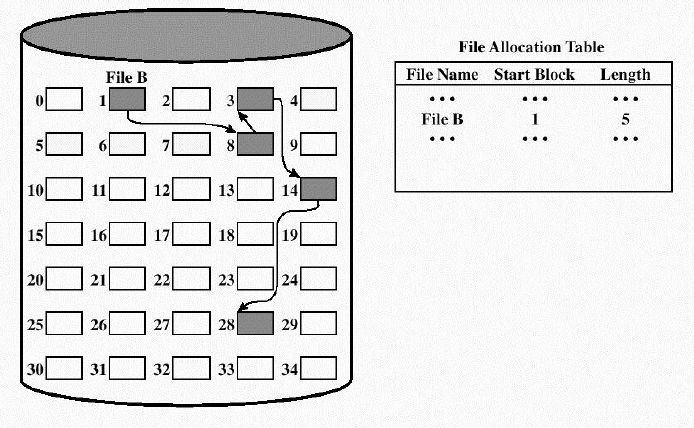 File Allocation Table
File B
File Name Start Block Length
0 1 2 3 4
• • • • • • • • •
File B 1 5
5 6 7 8 9
• • • • • • • • •
10 11 12 13 14
15 16 17 18 19
20 21 22 23 24
25 26 27 28 29
30 31 32 33 34